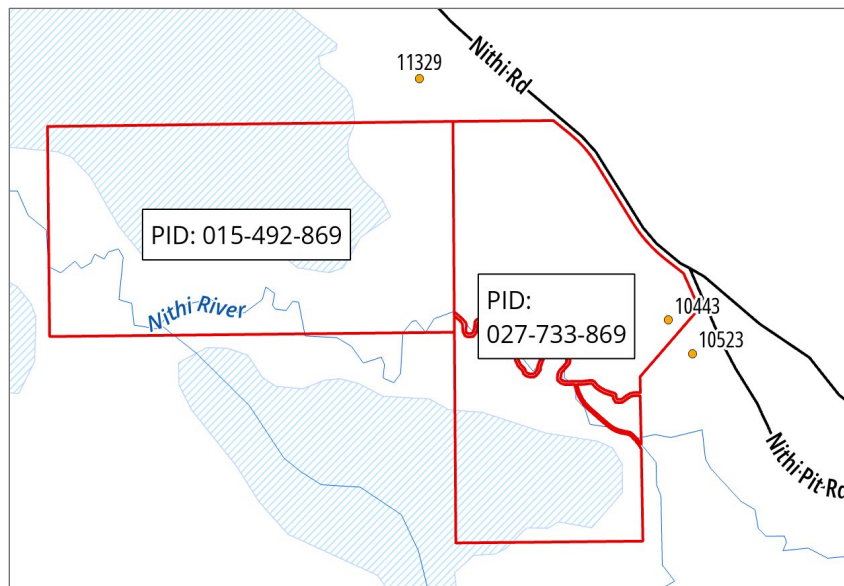 Nithi Rd
11329
PID: 015-492-869
Nithi River
PID:
027-733-869
10443
10523
Nithi Pit Rd